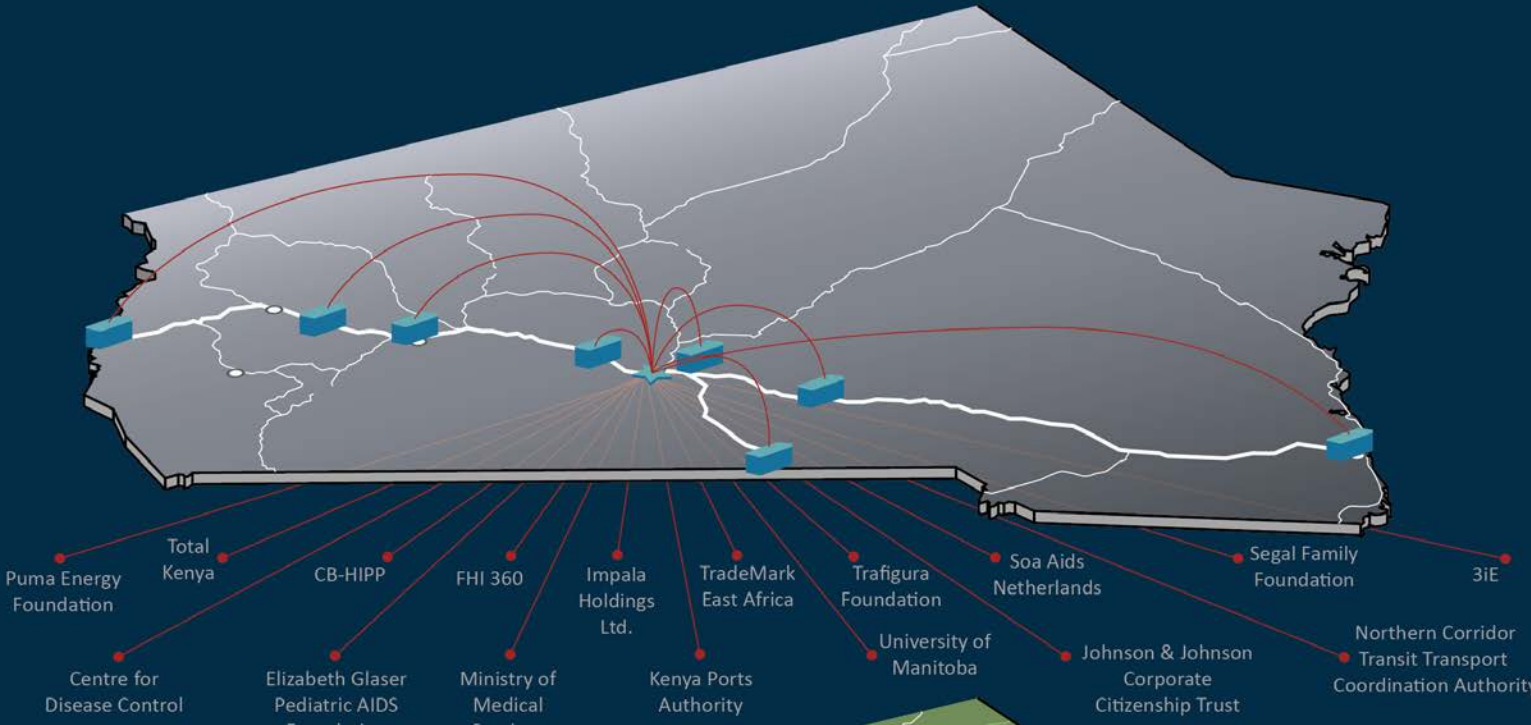 Puma Energy
Foundation
Total
Kenya
CB-HIPP
FHI 360
Impala
Holdings
Ltd.
TradeMark
East Africa
Trafigura
Foundation
Soa Aids
Netherlands
Segal Family
Foundation
3iE
Centre for
Disease Control
Elizabeth Glaser
Pediatric AIDS
Ministry of
Medical
Kenya Ports
Authority
University of
Manitoba
Johnson & Johnson
Corporate
Citizenship Trust
Northern Corridor
Transit Transport
Coordination Authority